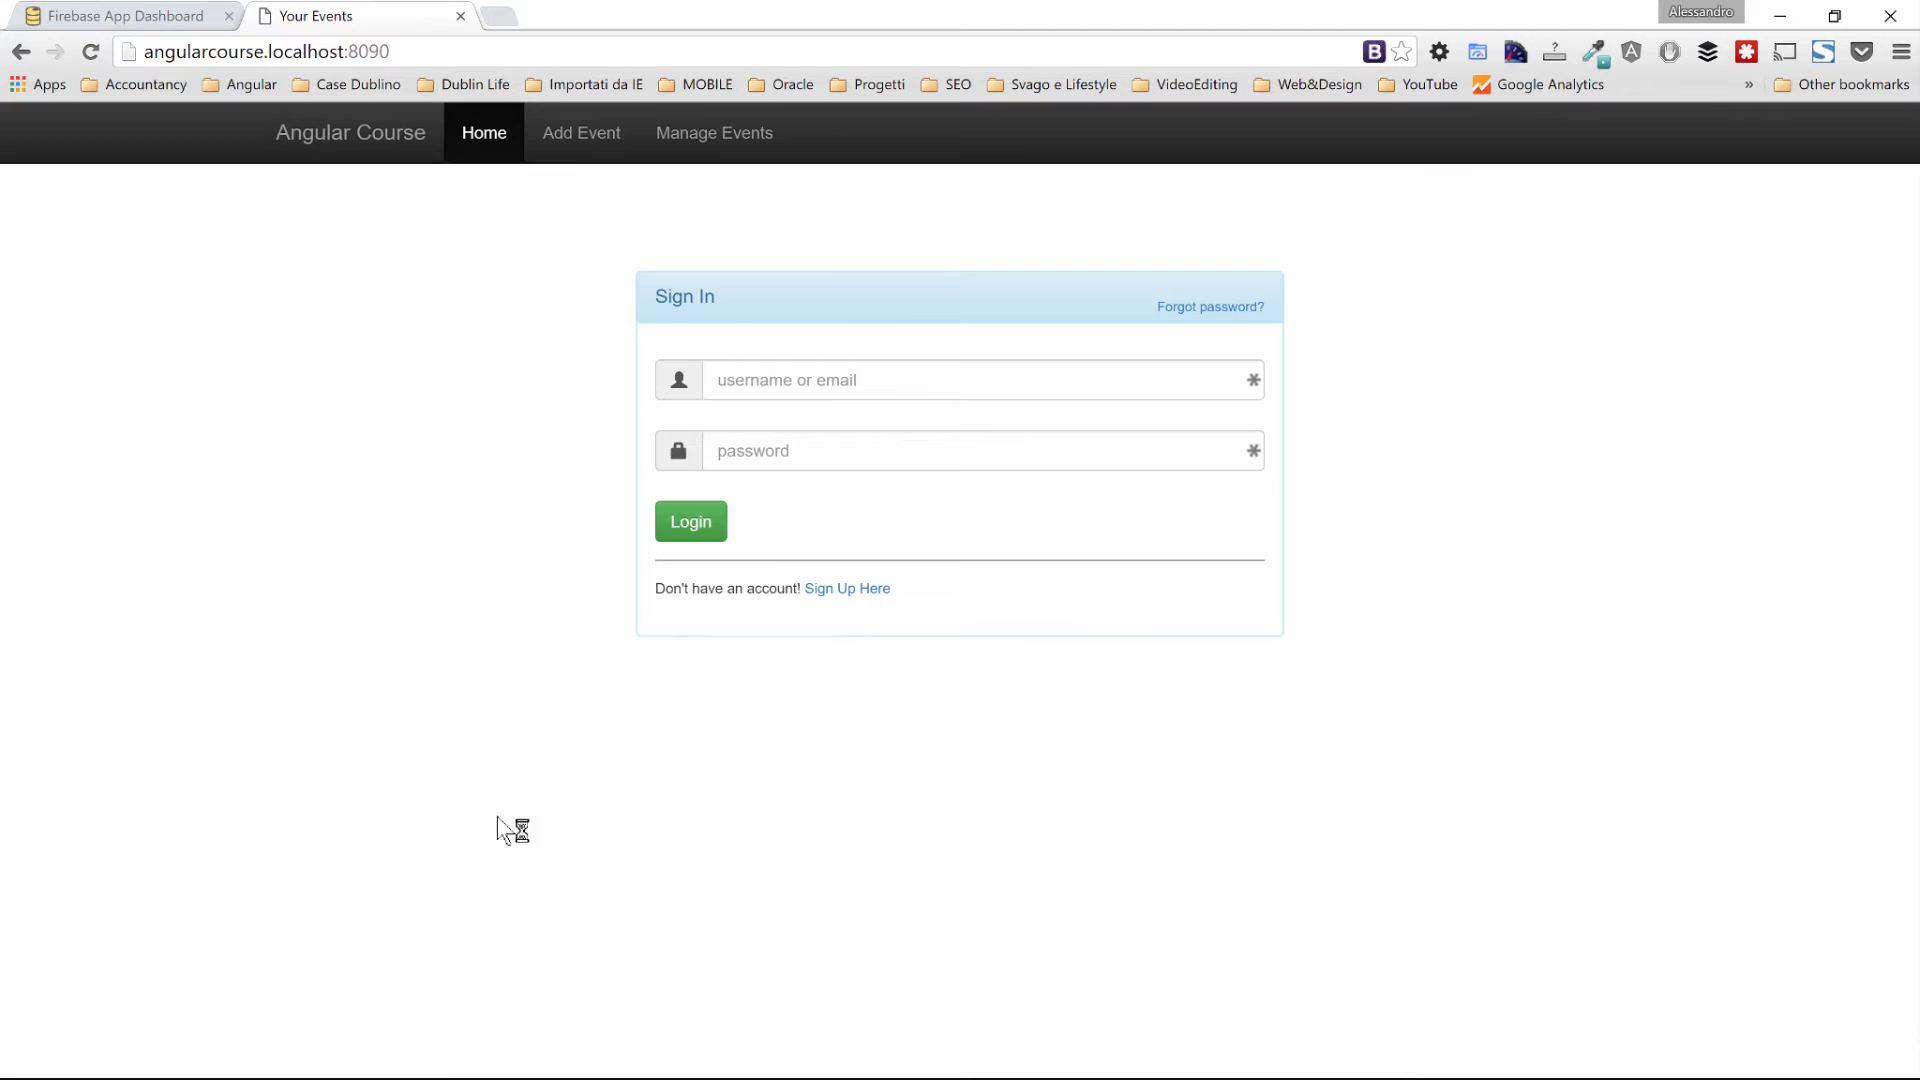 Firebase App Dashboard
Your Events
Alessandro
angularcourse.localhost:8090
Apps Accountancy Angular Case Dublino Dublin Life Importati da IE MOBILE Oracle Progetti SEO Svago e Lifestyle VideoEditing Web&Design YouTube Google Analytics » Other bookmarks
Angular Course Home Add Event Manage Events
Sign In
Forgot password?
username or email
password
Login
Don't have an account! Sign Up Here